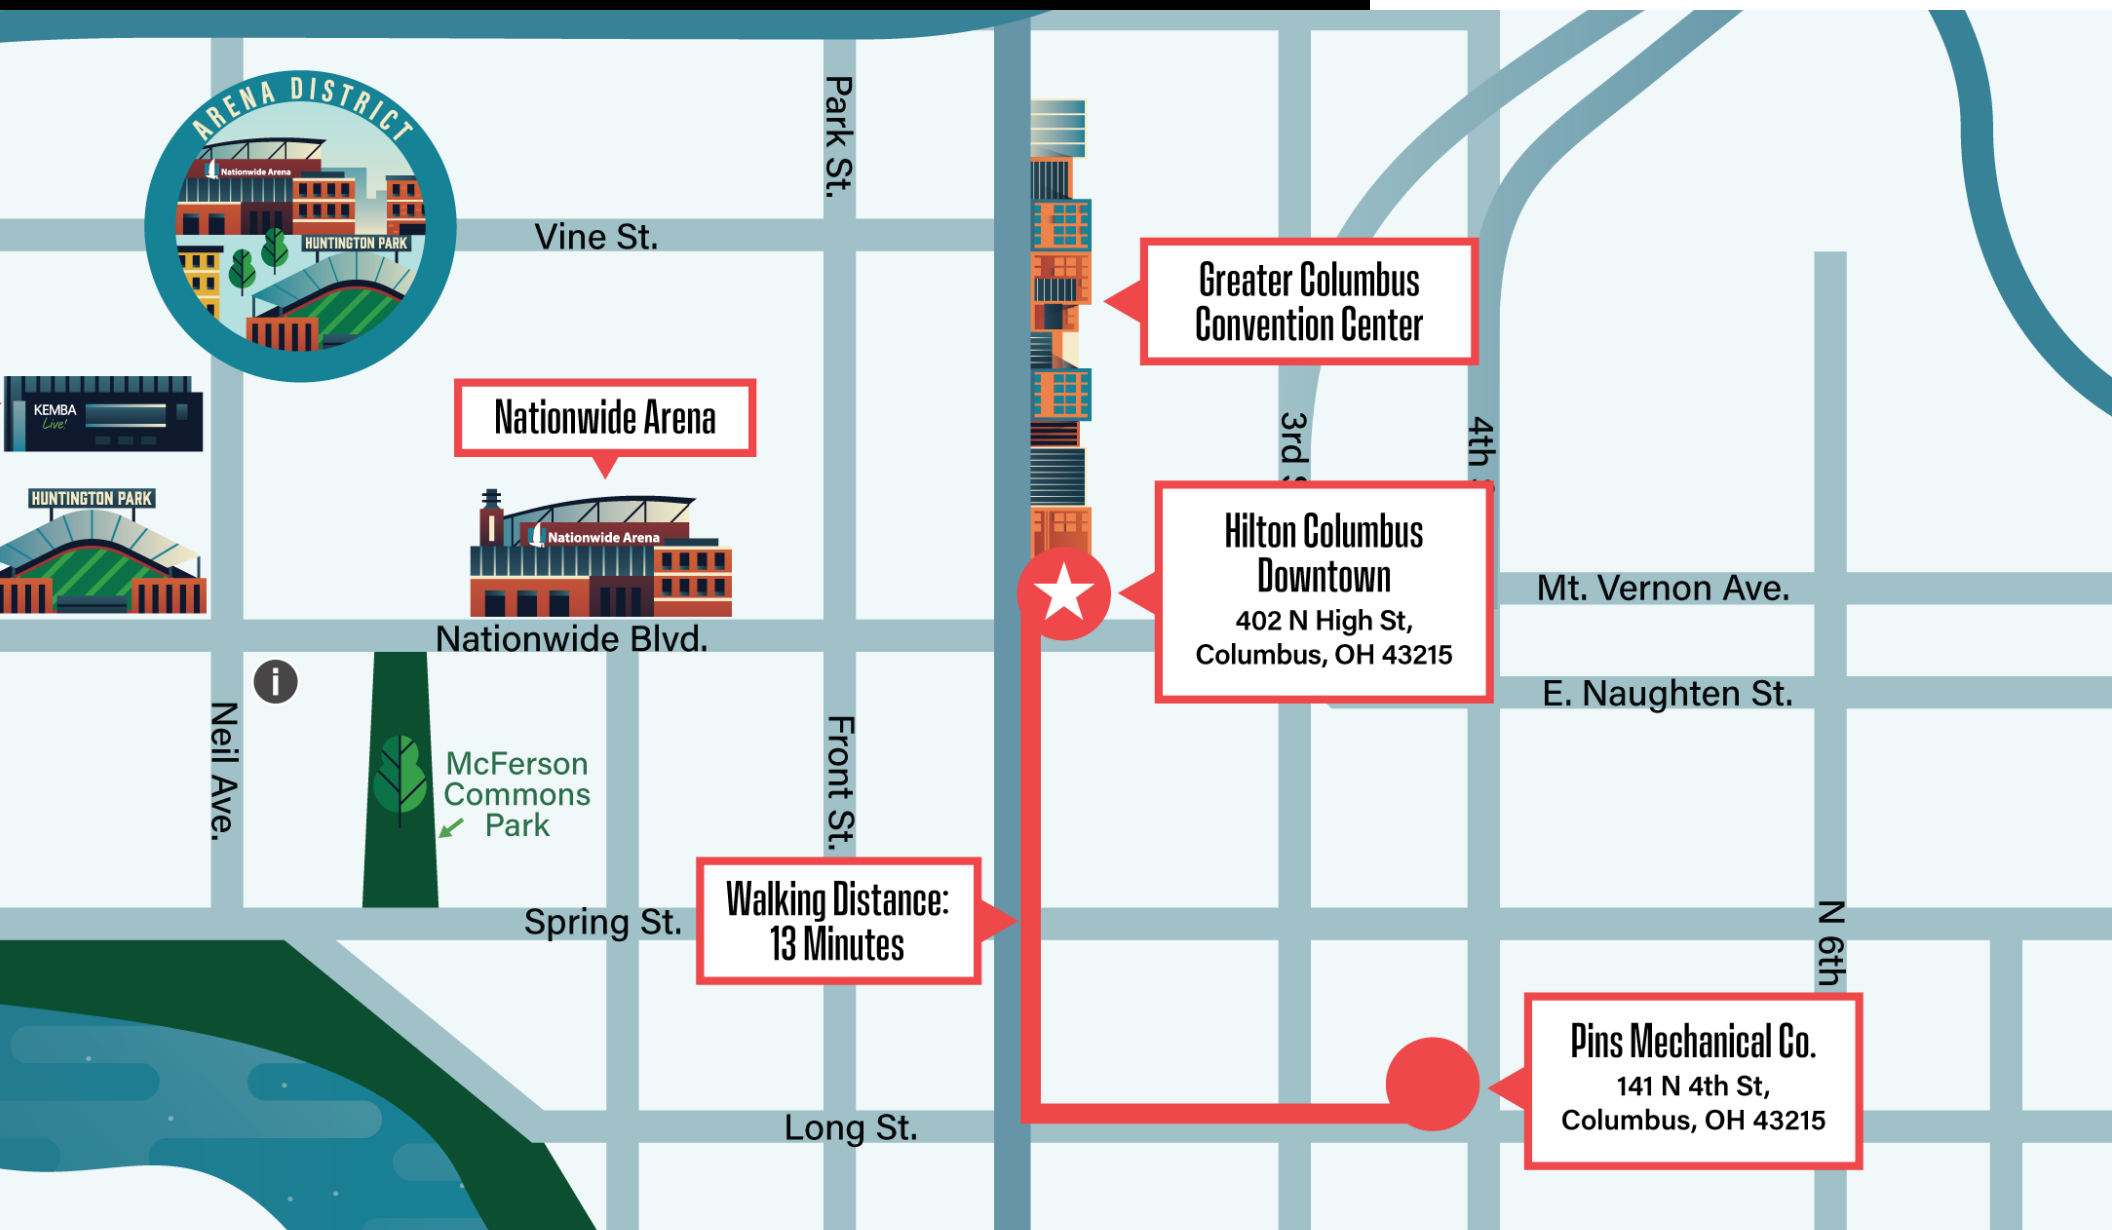 ARENA DISTRICT
Nationwide Arena
HUNTINGTON PARK
Park St.
Vine St.
Greater Columbus
Convention Center
KEMBA
Live!
Nationwide Arena
3rd
4th
HUNTINGTON PARK
Nationwide Arena
Hilton Columbus
Downtown
402 N High St,
Columbus, OH 43215
Mt. Vernon Ave.
Nationwide Blvd.
i
E. Naughten St.
Neil Ave.
McFerson
Commons
Park
Front St.
Walking Distance:
13 Minutes
Spring St.
N 6th
Pins Mechanical Co.
141 N 4th St,
Columbus, OH 43215
Long St.